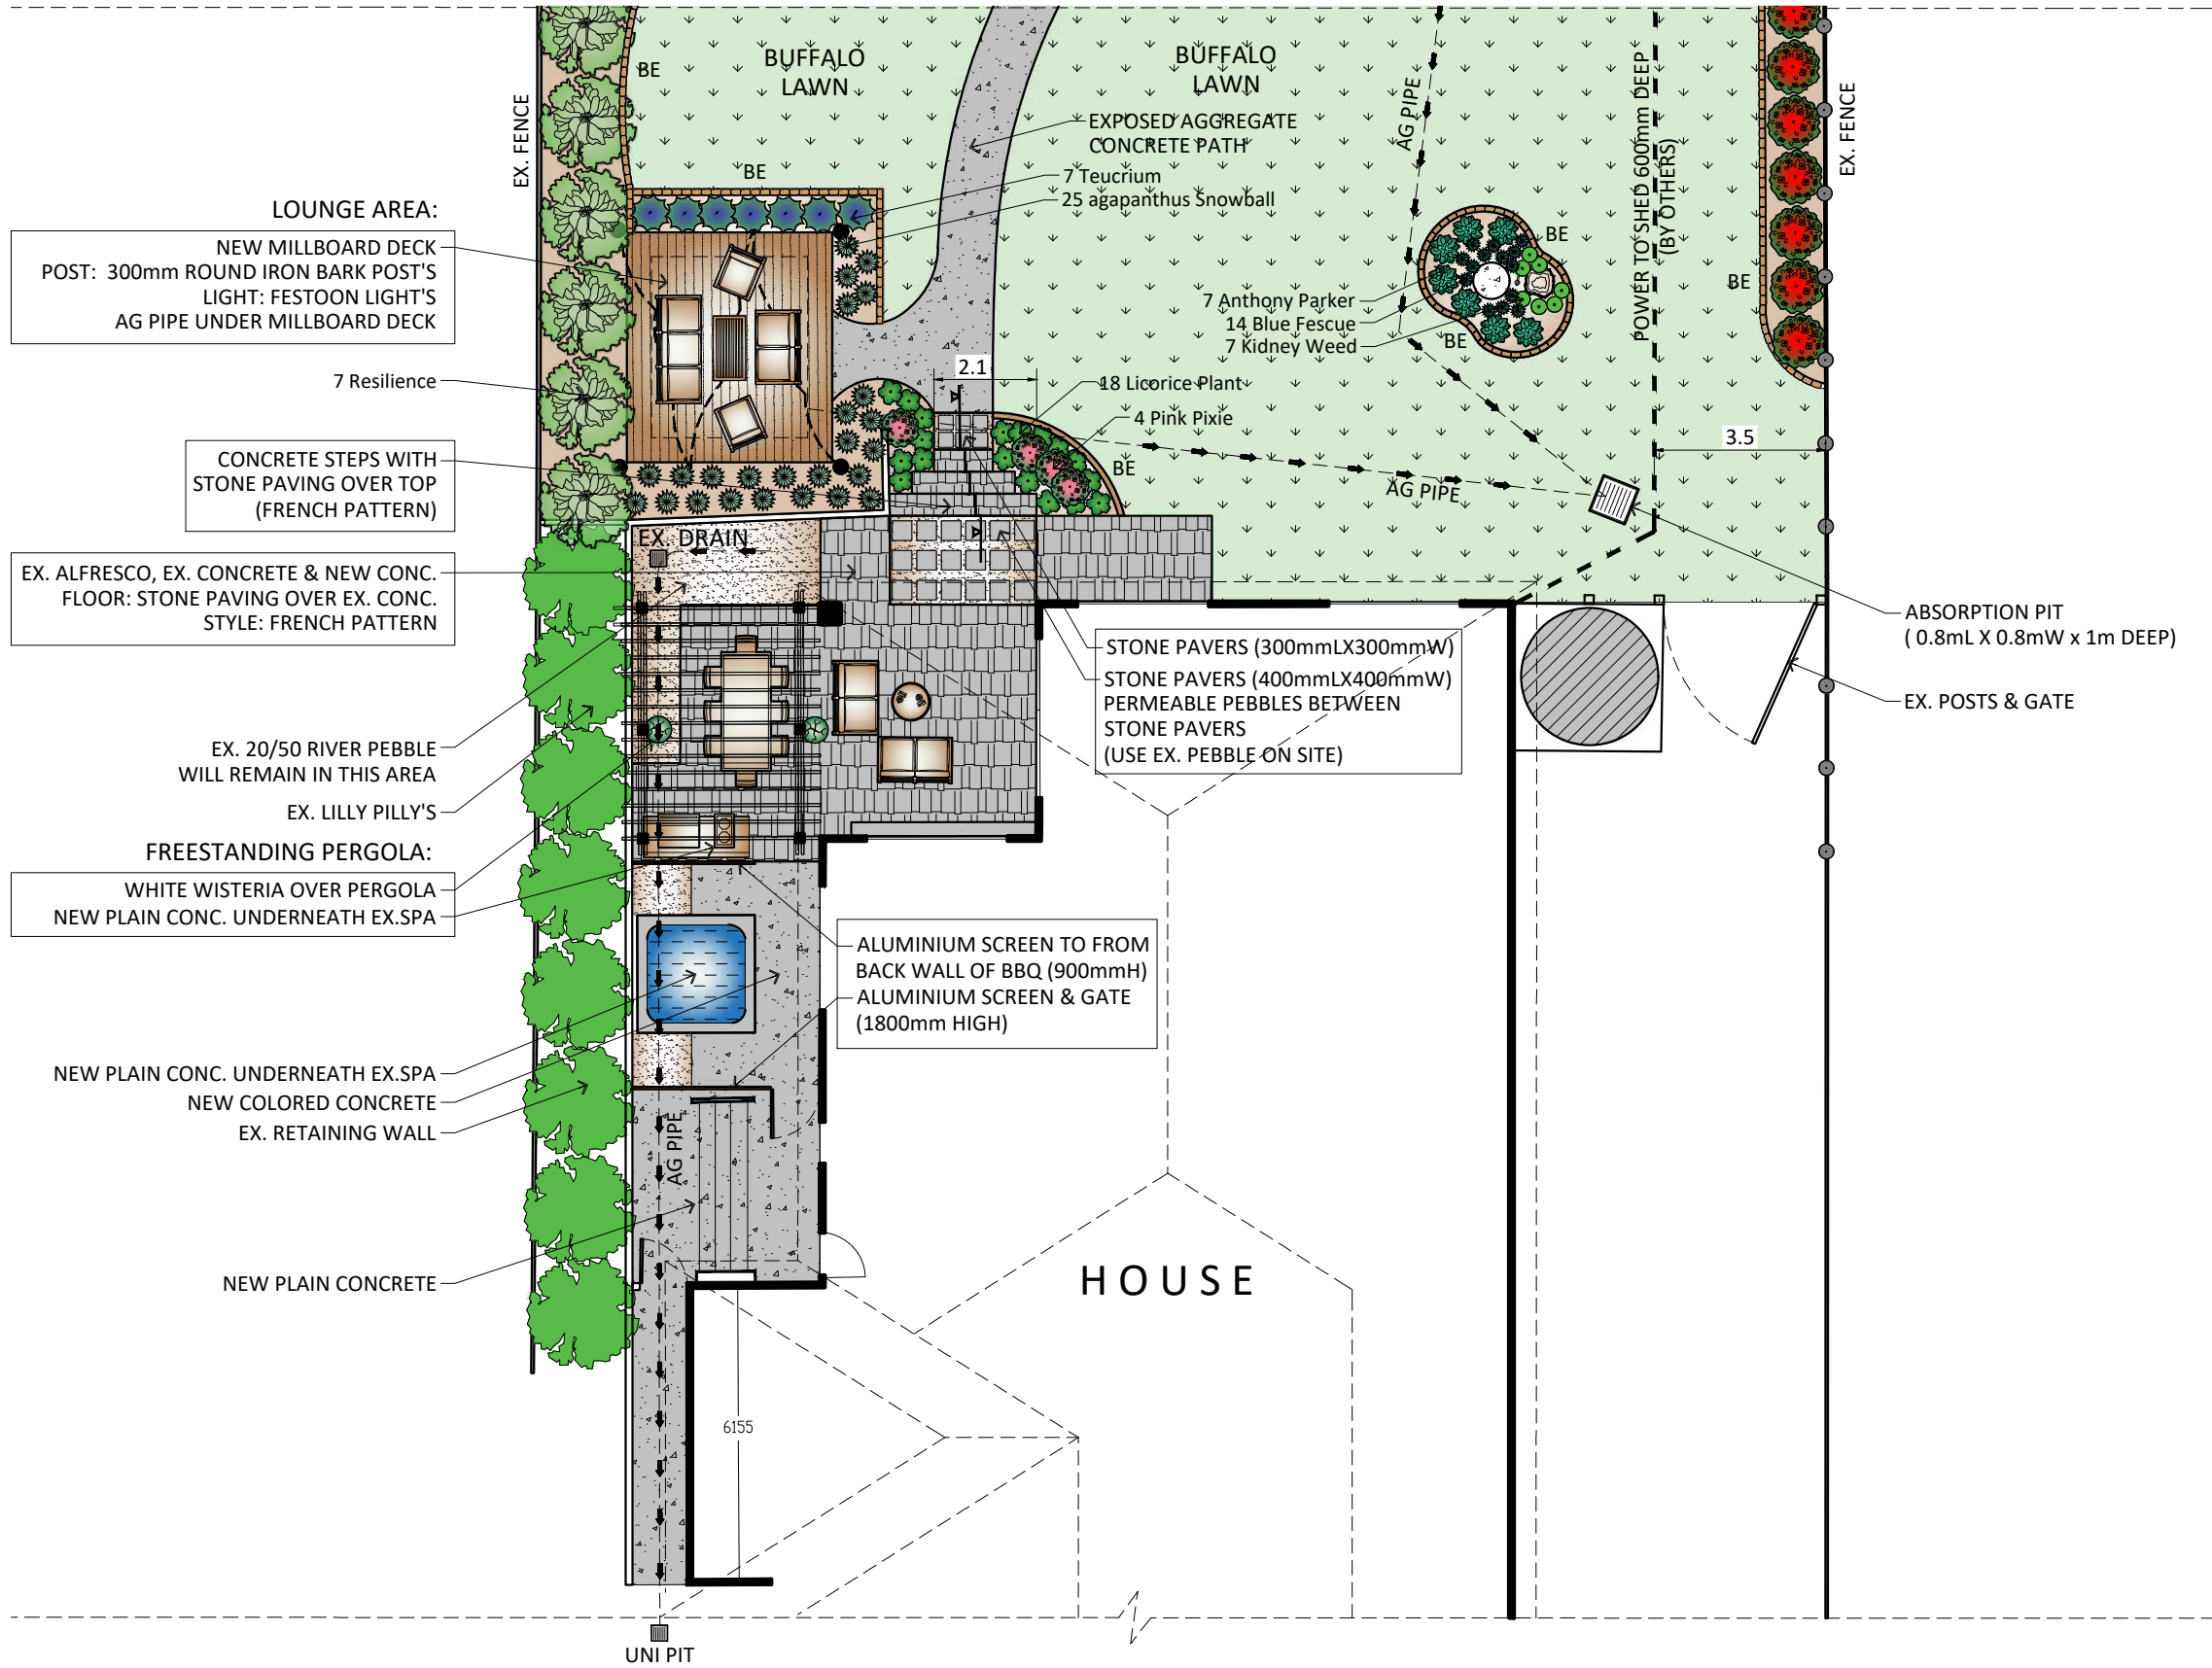 BUFFALO
LAWN
BUFFALO
LAWN
BE
EX. FENCE
AG PIPE
POWER TO SHED 600mm DEEP
(BY OTHERS)
EX. FENCE
EXPOSED AGGREGATE
CONCRETE PATH
BE
7 Teucrium
25 agapanthus Snowball
LOUNGE AREA:
NEW MILLBOARD DECK
POST: 300mm ROUND IRON BARK POST'S
LIGHT: FESTOON LIGHT'S
AG PIPE UNDER MILLBOARD DECK
BE
BE
7 Anthony Parker
14 Blue Fescue
7 Kidney Weed
BE
2.1
7 Resilience
18 Licorice Plant
4 Pink Pixie
3.5
BE
AG PIPE
CONCRETE STEPS WITH
STONE PAVING OVER TOP
(FRENCH PATTERN)
EX. DRAIN
EX. ALFRESCO, EX. CONCRETE & NEW CONC.
FLOOR: STONE PAVING OVER EX. CONC.
STYLE: FRENCH PATTERN
ABSORPTION PIT
( 0.8mL X 0.8mW x 1m DEEP)
STONE PAVERS (300mmLX300mmW)
STONE PAVERS (400mmLX400mmW)
PERMEABLE PEBBLES BETWEEN
STONE PAVERS
(USE EX. PEBBLE ON SITE)
EX. POSTS & GATE
EX. 20/50 RIVER PEBBLE
WILL REMAIN IN THIS AREA
EX. LILLY PILLY'S
FREESTANDING PERGOLA:
WHITE WISTERIA OVER PERGOLA
NEW PLAIN CONC. UNDERNEATH EX.SPA
ALUMINIUM SCREEN TO FROM
BACK WALL OF BBQ (900mmH)
ALUMINIUM SCREEN & GATE
(1800mm HIGH)
NEW PLAIN CONC. UNDERNEATH EX.SPA
NEW COLORED CONCRETE
EX. RETAINING WALL
AG PIPE
NEW PLAIN CONCRETE
HOUSE
6155
UNI PIT